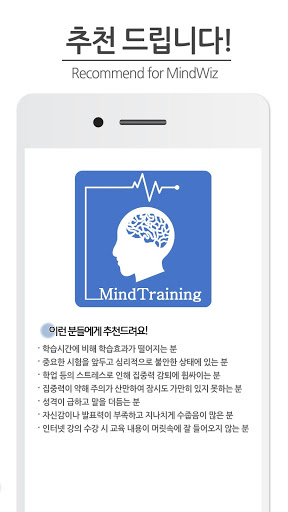 추천 드립니다!
Recommend for MindWiz
MindTraining
이런 분들에게 추천드려요!
· 학습시간에 비해 학습효과가 떨어지는 분
· 중요한 시험을 앞두고 심리적으로 불안한 상태에 있는 분
· 학업 등의 스트레스로 인해 집중력 감퇴에 휩싸이는 분
· 집중력이 약해 주의가 산만하여 잠시도 가만히 있지 못하는 분
· 성격이 급하고 말을 더듬는 분
· 자신감이나 발표력이 부족하고 지나치게 수줍음이 많은 분
· 인터넷 강의 수강 시 교육 내용이 머릿속에 잘 들어오지 않는 분